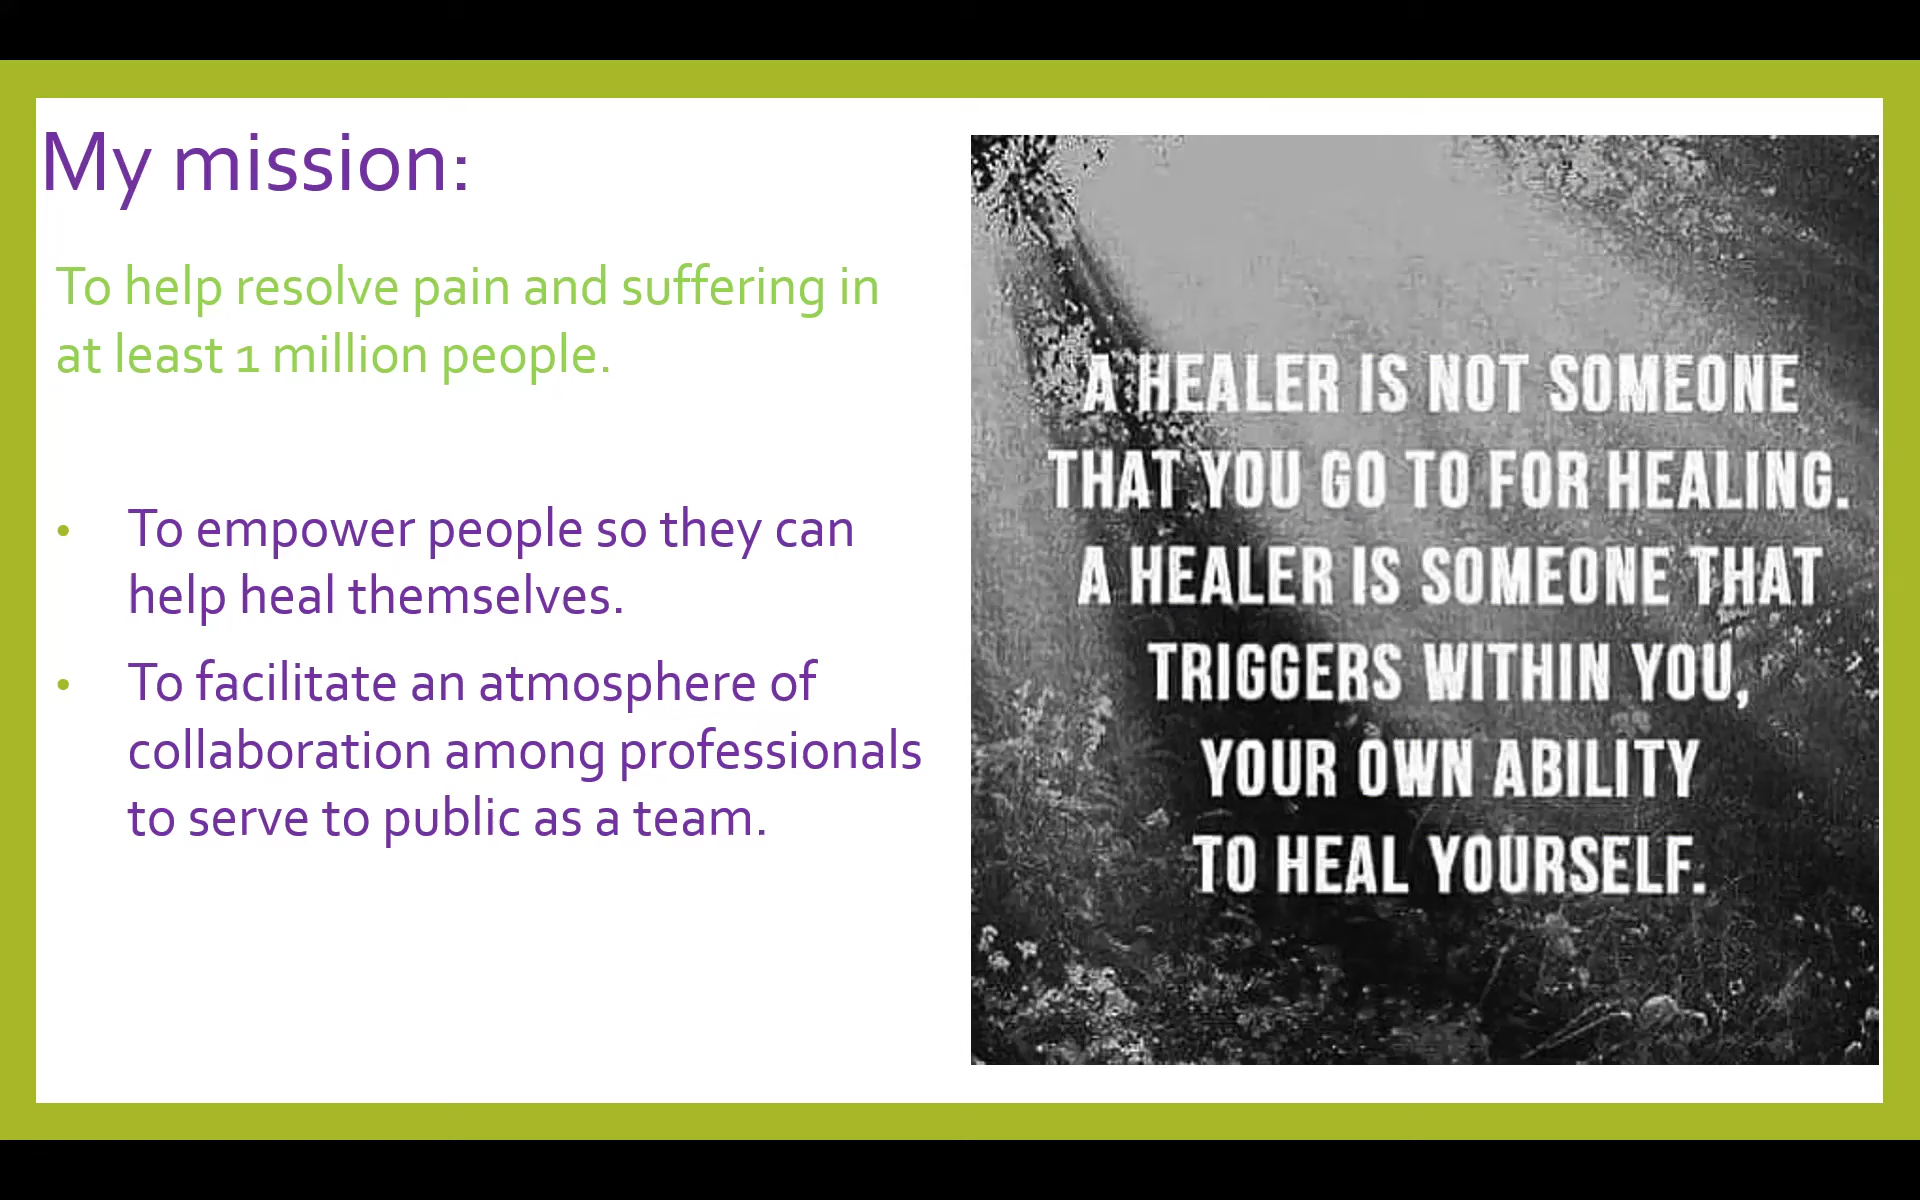 My mission:
To help resolve pain and suffering in
at least 1 million people.
• To empower people so they can
help heal themselves.
• To facilitate an atmosphere of
collaboration among professionals
to serve to public as a team.
A HEALER IS NOT SOMEONE
THAT YOU GO TO FOR HEALING.
A HEALER IS SOMEONE THAT
TRIGGERS WITHIN YOU,
YOUR OWN ABILITY
TO HEAL YOURSELF.